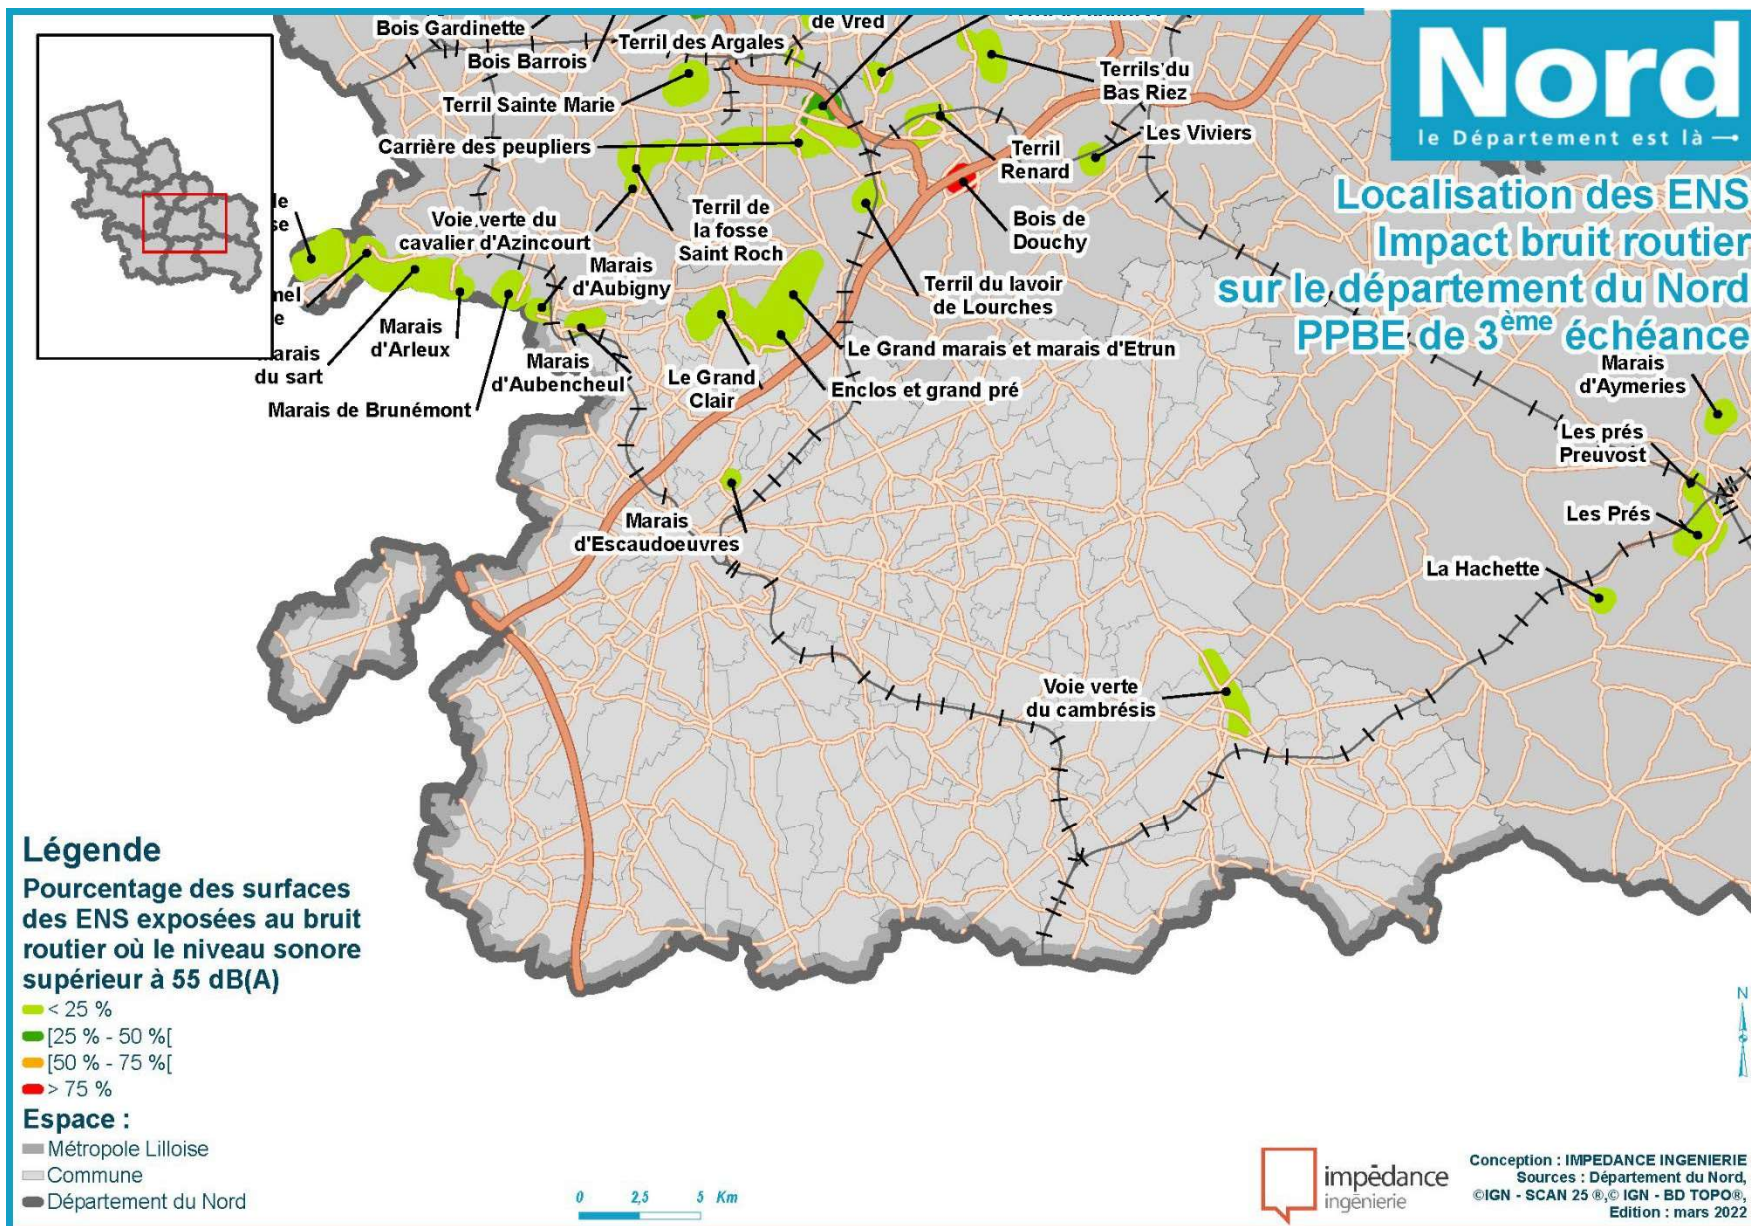 Nord
le Département est là
Localisation des ENS
Impact bruit routier
sur le département du Nord
PPBE de 3ème échéance
Bois Gardinette
Bois Barrois
Terril des Argales
de Vred
Terril Sainte Marie
Terrils du
Bas Riez
Carrière des peupliers
Les Viviers
Terril
Renard
Voie verte du
cavalier d'Azincourt
Terril de
la fosse
Saint Roch
Bois de
Douchy
Marais
d'Aubigny
Terril du lavoir
de Lourches
Marais
d'Arleux
du sart
Marais
d'Aubencheul
Le Grand marais et marais d'Etrun
Le Grand
Clair
Enclos et grand pré
Marais de Brunémont
Marais
d'Aymeries
Les prés
Preuvost
Marais
d'Escaudoeuvres
Les Prés
La Hachette
Voie verte
du cambrésis
Légende
Pourcentage des surfaces
des ENS exposées au bruit
routier où le niveau sonore
supérieur à 55 dB(A)
< 25 %
[25 % - 50 %[
[50 % - 75 %[
> 75 %
Espace :
Métropole Lilloise
Commune
Département du Nord
0 2,5 5 Km
N
impédance
ingénierie
Conception : IMPEDANCE INGENIERIE
Sources : Département du Nord,
©IGN - SCAN 25 ®,© IGN - BD TOPO®,
Edition : mars 2022